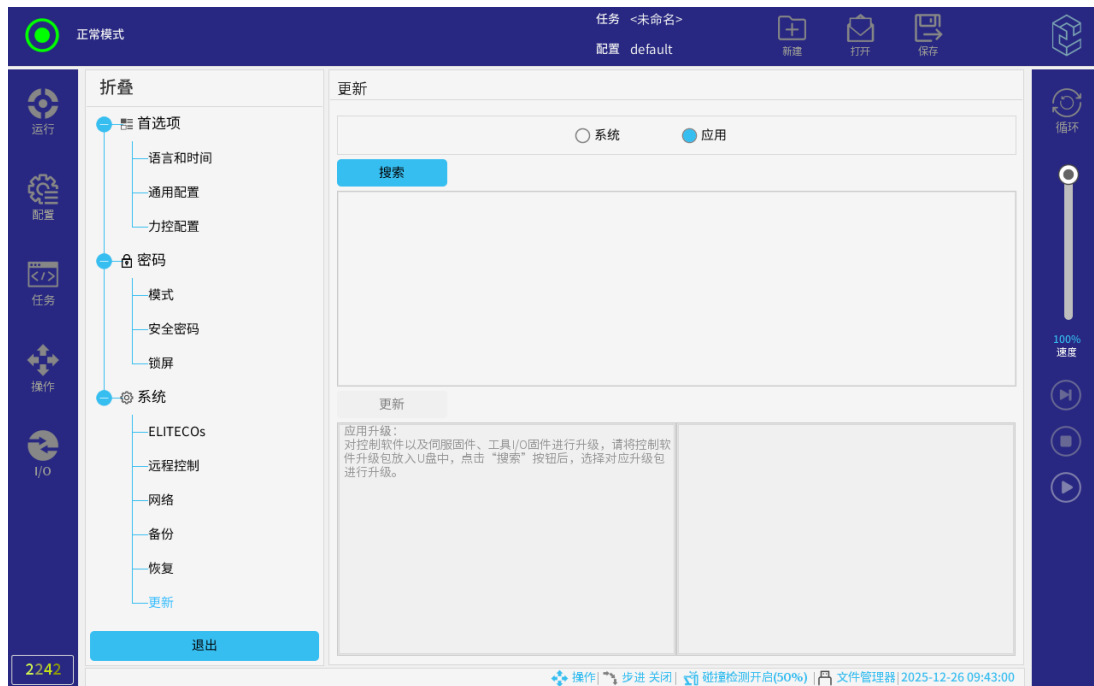 正常模式
任务 <未命名>
配置 default
新建
打开
保存
运行
配置
任务
操作
I/O
2242
折叠
首选项
语言和时间
通用配置
力控配置
密码
模式
安全密码
锁屏
系统
ELITECOs
远程控制
网络
备份
恢复
更新
退出
更新
系统
应用
搜索
更新
应用升级：
对控制软件以及伺服固件、工具I/O固件进行升级，请将控制软
件升级包放入U盘中，点击“搜索”按钮后，选择对应升级包
进行升级。
循环
100%
速度
操作| 步进 关闭| 碰撞检测开启(50%) | 文件管理器|2025-12-26 09:43:00